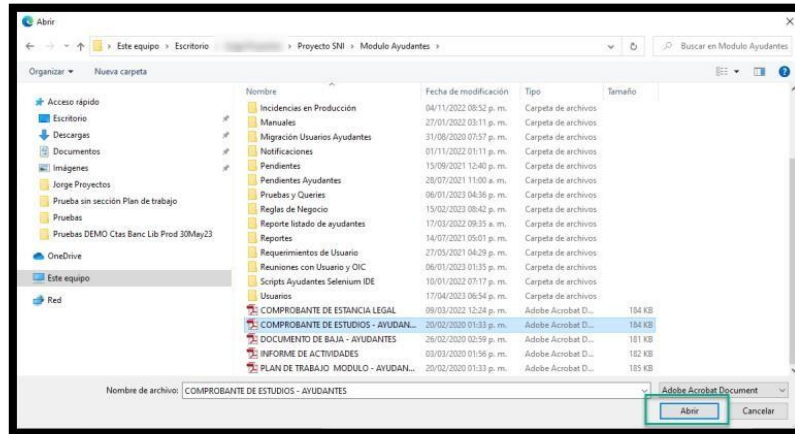 Abrir
Este equipo > Escritorio > Proyecto SNI > Modulo Ayudantes >
Buscar en Modulo Ayudantes
Organizar Nueva carpeta
Nombre Fecha de modificación Tipo Tamaño
Acceso rápido
Escritorio
Descargas
Documentos
Imágenes
Jorge Proyectos
Prueba sin sección Plan de trabajo
Pruebas
Pruebas DEMO Ctas Banc Lib Prod 30May23
OneDrive
Este equipo
Red
Incidencias en Producción 04/11/2022 08:52 p. m. Carpeta de archivos
Manuales 27/01/2022 03:11 p. m. Carpeta de archivos
Migración Usuarios Ayudantes 31/08/2020 07:57 p. m. Carpeta de archivos
Notificaciones 01/11/2022 01:11 p. m. Carpeta de archivos
Pendientes 15/09/2021 12:40 p. m. Carpeta de archivos
Pendientes Ayudantes 28/07/2021 11:00 a. m. Carpeta de archivos
Pruebas y Queries 06/01/2023 04:36 p. m. Carpeta de archivos
Reglas de Negocio 15/02/2023 08:42 p. m. Carpeta de archivos
Reporte listado de ayudantes 17/03/2022 09:35 a. m. Carpeta de archivos
Reportes 14/07/2021 05:01 p. m. Carpeta de archivos
Requerimientos de Usuario 27/05/2021 04:29 p. m. Carpeta de archivos
Reuniones con Usuario y OIC 06/01/2023 01:35 p. m. Carpeta de archivos
Scripts Ayudantes Selenium IDE 10/01/2022 07:17 p. m. Carpeta de archivos
Usuarios 17/04/2023 06:54 p. m. Carpeta de archivos
COMPROBANTE DE ESTANCIA LEGAL 09/03/2022 12:24 p. m. Adobe Acrobat D... 184 KB
COMPROBANTE DE ESTUDIOS - AYUDAN... 20/02/2020 01:33 p. m. Adobe Acrobat D... 184 KB
DOCUMENTO DE BAJA - AYUDANTES 26/02/2020 02:59 p. m. Adobe Acrobat D... 181 KB
INFORME DE ACTIVIDADES 03/03/2020 01:56 p. m. Adobe Acrobat D... 182 KB
PLAN DE TRABAJO MODULO - AYUDAN... 20/02/2020 01:33 p. m. Adobe Acrobat D... 185 KB
Nombre de archivo: COMPROBANTE DE ESTUDIOS - AYUDANTES Adobe Acrobat Document
Abrir Cancelar